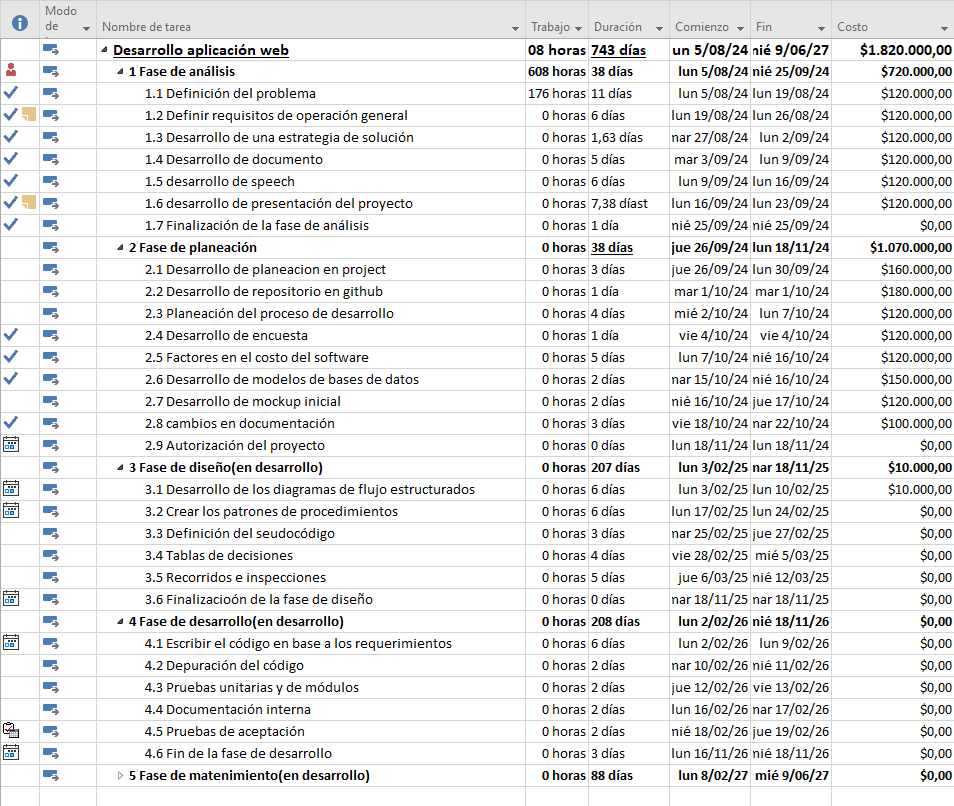 Modo de Nombre de tarea Trabajo Duración Comienzo Fin Costo
Desarrollo aplicación web 08 horas 743 días un 5/08/24 nié 9/06/27 $1.820.000,00
1 Fase de análisis 608 horas 38 días lun 5/08/24 nié 25/09/24 $720.000,00
1.1 Definición del problema 176 horas 11 días lun 5/08/24 lun 19/08/24 $120.000,00
1.2 Definir requisitos de operación general 0 horas 6 días lun 19/08/24 lun 26/08/24 $120.000,00
1.3 Desarrollo de una estrategia de solución 0 horas 1,63 días nar 27/08/24 lun 2/09/24 $120.000,00
1.4 Desarrollo de documento 0 horas 5 días mar 3/09/24 lun 9/09/24 $120.000,00
1.5 desarrollo de speech 0 horas 6 días lun 9/09/24 lun 16/09/24 $120.000,00
1.6 desarrollo de presentación del proyecto 0 horas 7,38 díast lun 16/09/24 lun 23/09/24 $120.000,00
1.7 Finalización de la fase de análisis 0 horas 1 día nié 25/09/24 nié 25/09/24 $0,00
2 Fase de planeación 0 horas 38 días jue 26/09/24 lun 18/11/24 $1.070.000,00
2.1 Desarrollo de planeacion en project 0 horas 3 días jue 26/09/24 lun 30/09/24 $160.000,00
2.2 Desarrollo de repositorio en github 0 horas 1 día mar 1/10/24 mar 1/10/24 $180.000,00
2.3 Planeación del proceso de desarrollo 0 horas 4 días mié 2/10/24 lun 7/10/24 $120.000,00
2.4 Desarrollo de encuesta 0 horas 1 día vie 4/10/24 vie 4/10/24 $120.000,00
2.5 Factores en el costo del software 0 horas 5 días lun 7/10/24 nié 16/10/24 $120.000,00
2.6 Desarrollo de modelos de bases de datos 0 horas 2 días nar 15/10/24 nié 16/10/24 $150.000,00
2.7 Desarrollo de mockup inicial 0 horas 2 días nié 16/10/24 jue 17/10/24 $120.000,00
2.8 cambios en documentación 0 horas 3 días vie 18/10/24 nar 22/10/24 $100.000,00
2.9 Autorización del proyecto 0 horas 0 días lun 18/11/24 lun 18/11/24 $0,00
3 Fase de diseño(en desarrollo) 0 horas 207 días lun 3/02/25 nar 18/11/25 $10.000,00
3.1 Desarrollo de los diagramas de flujo estructurados 0 horas 6 días lun 3/02/25 lun 10/02/25 $10.000,00
3.2 Crear los patrones de procedimientos 0 horas 6 días lun 17/02/25 lun 24/02/25 $0,00
3.3 Definición del seudocódigo 0 horas 3 días nar 25/02/25 jue 27/02/25 $0,00
3.4 Tablas de decisiones 0 horas 4 días vie 28/02/25 mié 5/03/25 $0,00
3.5 Recorridos e inspecciones 0 horas 5 días jue 6/03/25 nié 12/03/25 $0,00
3.6 Finalizacioón de la fase de diseño 0 horas 0 días nar 18/11/25 nar 18/11/25 $0,00
4 Fase de desarrollo(en desarrollo) 0 horas 208 días lun 2/02/26 nié 18/11/26 $0,00
4.1 Escribir el código en base a los requerimientos 0 horas 6 días lun 2/02/26 lun 9/02/26 $0,00
4.2 Depuración del código 0 horas 2 días nar 10/02/26 nié 11/02/26 $0,00
4.3 Pruebas unitarias y de módulos 0 horas 2 días jue 12/02/26 vie 13/02/26 $0,00
4.4 Documentación interna 0 horas 2 días lun 16/02/26 nar 17/02/26 $0,00
4.5 Pruebas de aceptación 0 horas 2 días nié 18/02/26 jue 19/02/26 $0,00
4.6 Fin de la fase de desarrollo 0 horas 3 días lun 16/11/26 nié 18/11/26 $0,00
5 Fase de matenimiento(en desarrollo) 0 horas 88 días lun 8/02/27 mié 9/06/27 $0,00